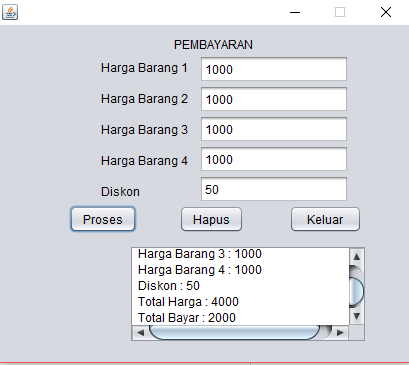 PEMBAYARAN
Harga Barang 1 1000
Harga Barang 2 1000
Harga Barang 3 1000
Harga Barang 4 1000
Diskon 50
Proses Hapus Keluar
Harga Barang 3 : 1000
Harga Barang 4 : 1000
Diskon : 50
Total Harga : 4000
Total Bayar : 2000